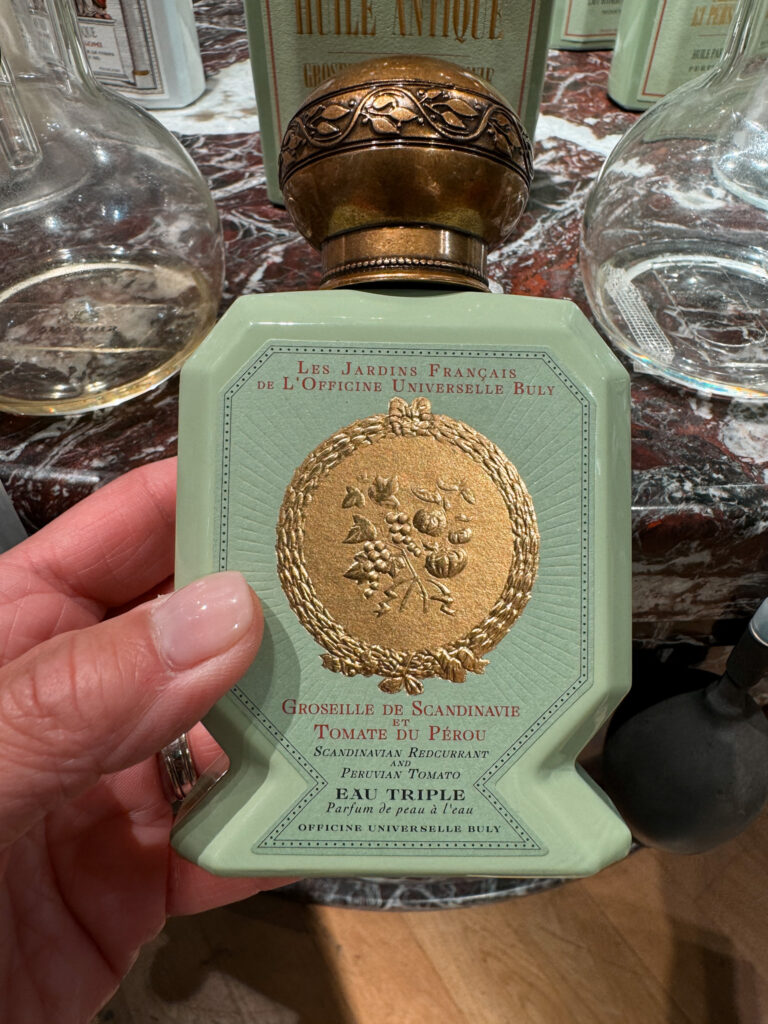 HUILE ANTIQUE
LES JARDINS FRANÇAIS
DE L'OFFICINE UNIVERSELLE BULY
GROSEILLE DE SCANDINAVIE
ET
TOMATE DU PÉROU
SCANDINAVIAN REDCURRANT
AND
PERUVIAN TOMATO
EAU TRIPLE
Parfum de peau à l'eau
OFFICINE UNIVERSELLE BULY